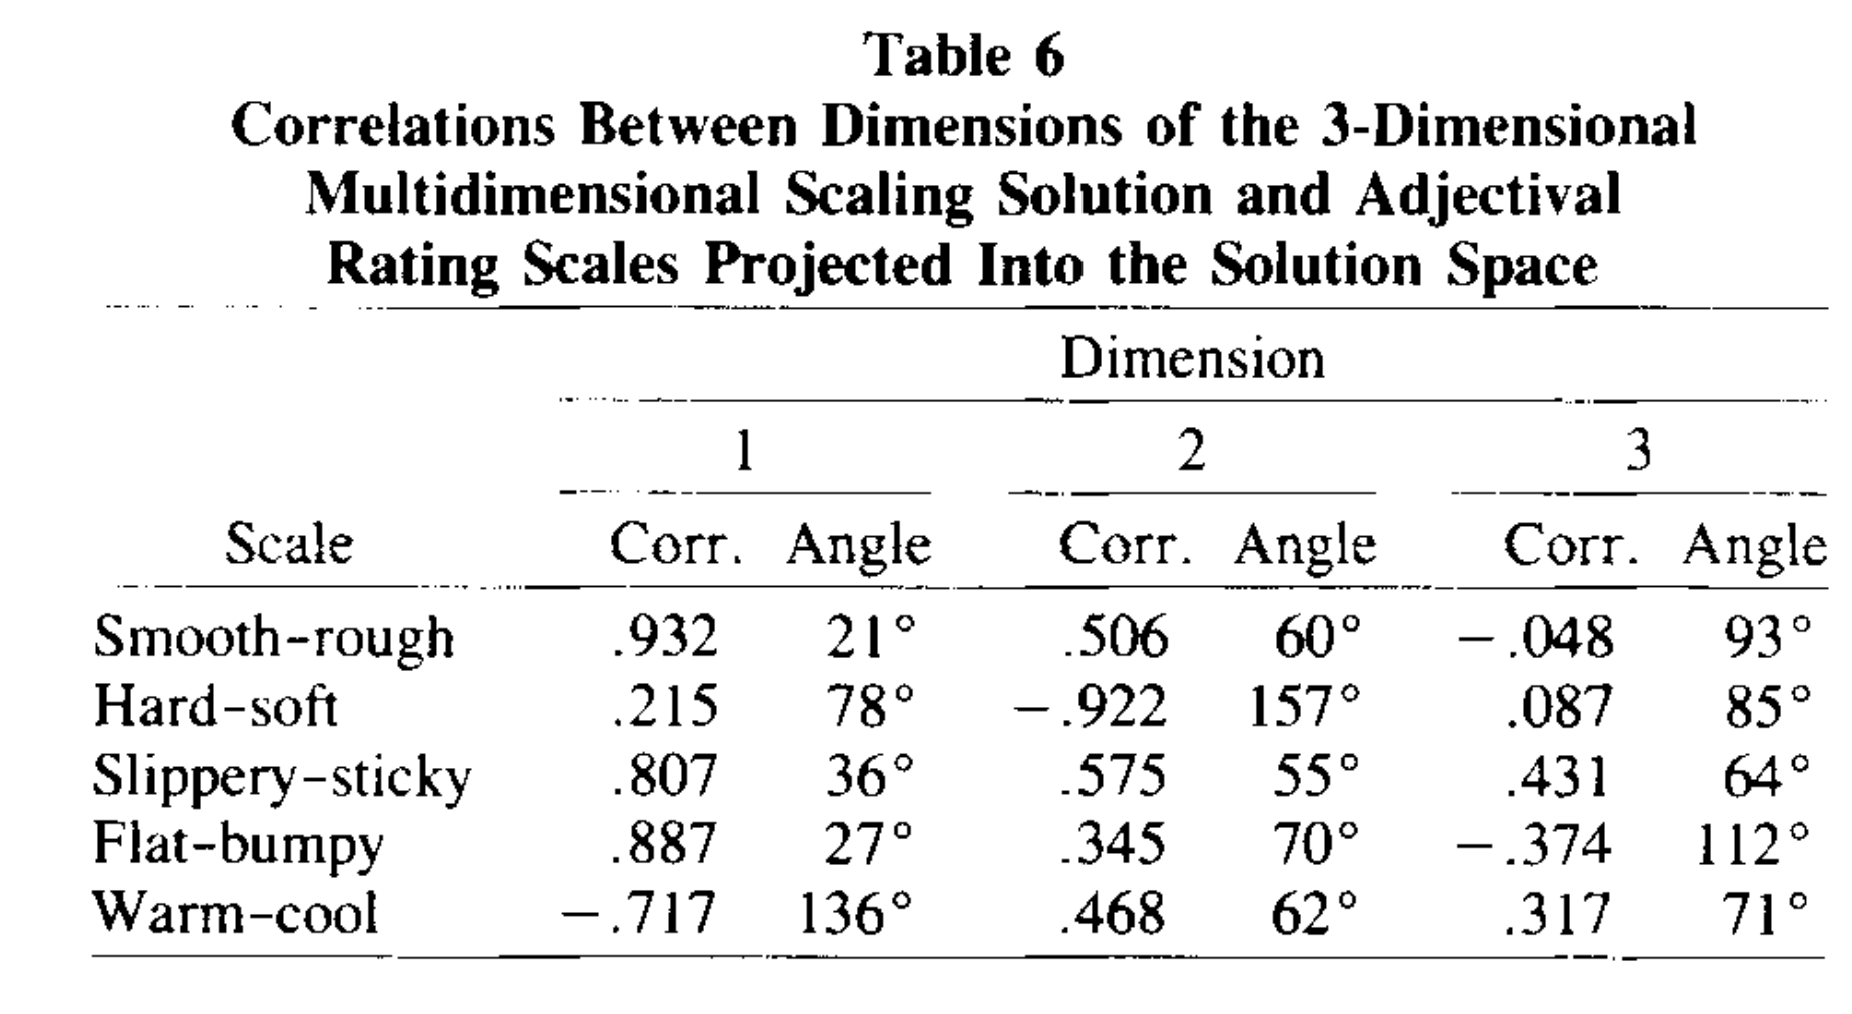 Table 6
Correlations Between Dimensions of the 3-Dimensional
Multidimensional Scaling Solution and Adjectival
Rating Scales Projected Into the Solution Space
Dimension
1 2 3
Scale Corr. Angle Corr. Angle Corr. Angle
Smooth-rough .932 21° .506 60° -.048 93°
Hard-soft .215 78° -.922 157° .087 85°
Slippery-sticky .807 36° .575 55° .431 64°
Flat-bumpy .887 27° .345 70° -.374 112°
Warm-cool -.717 136° .468 62° .317 71°